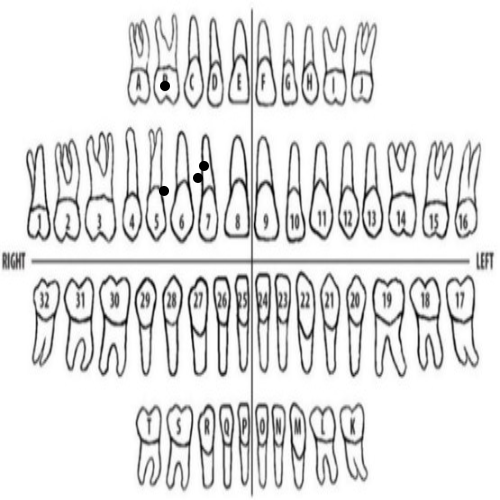 A B C D E F G H I J
1 2 3 4 5 6 7 8 9 10 11 12 13 14 15 16
RIGHT LEFT
32 31 30 29 28 27 26 25 24 23 22 21 20 19 18 17
T S R Q P O N M L K